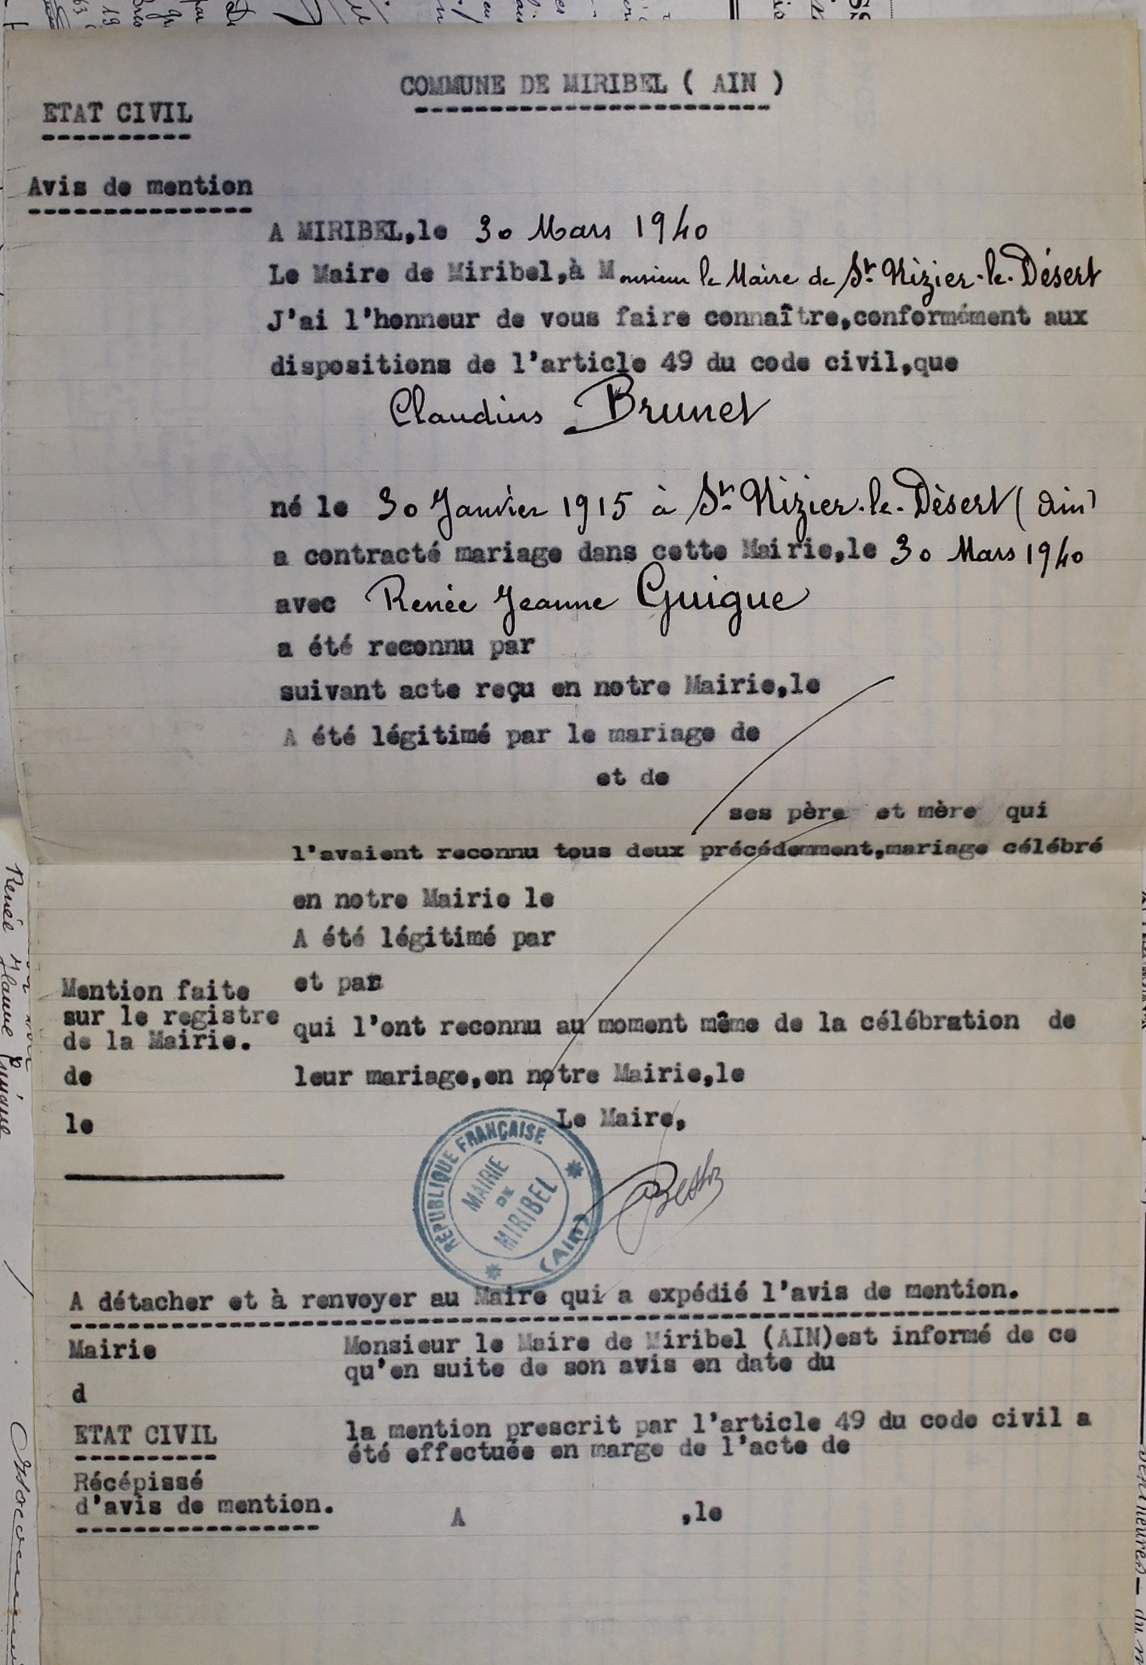 COMMUNE DE MIRIBEL ( AIN )
ETAT CIVIL
Avis de mention
A MIRIBEL,le 30 Mars 1940
Le Maire de Miribel,à Monsieur le Maire de St Nizier-le-Désert
J'ai l'honneur de vous faire connaître,conformément aux
dispositions de l'article 49 du code civil,que
Claudius Brunet
né le 30 Janvier 1915 à St Nizier-le-Désert (Ain)
a contracté mariage dans cette Mairie,le 30 Mars 1940
avec Renée Jeanne Guigue
a été reconnu par
suivant acte reçu en notre Mairie,le
A été légitimé par le mariage de
et de
ses père et mère qui
l'avaient reconnu tous deux précédemment,mariage célébré
en notre Mairie le
A été légitimé par
et par
qui l'ont reconnu au moment même de la célébration de
leur mariage,en notre Mairie,le
Mention faite
sur le registre
de la Mairie.
de
le
Le Maire,
RÉPUBLIQUE FRANÇAISE
MAIRIE
DE
MIRIBEL
(Ain)
A détacher et à renvoyer au Maire qui a expédié l'avis de mention.
Mairie
d
ETAT CIVIL
Récépissé
d'avis de mention.
Monsieur le Maire de Miribel (AIN)est informé de ce
qu'en suite de son avis en date du
la mention prescrit par l'article 49 du code civil a
été effectuée en marge de l'acte de
A ,le